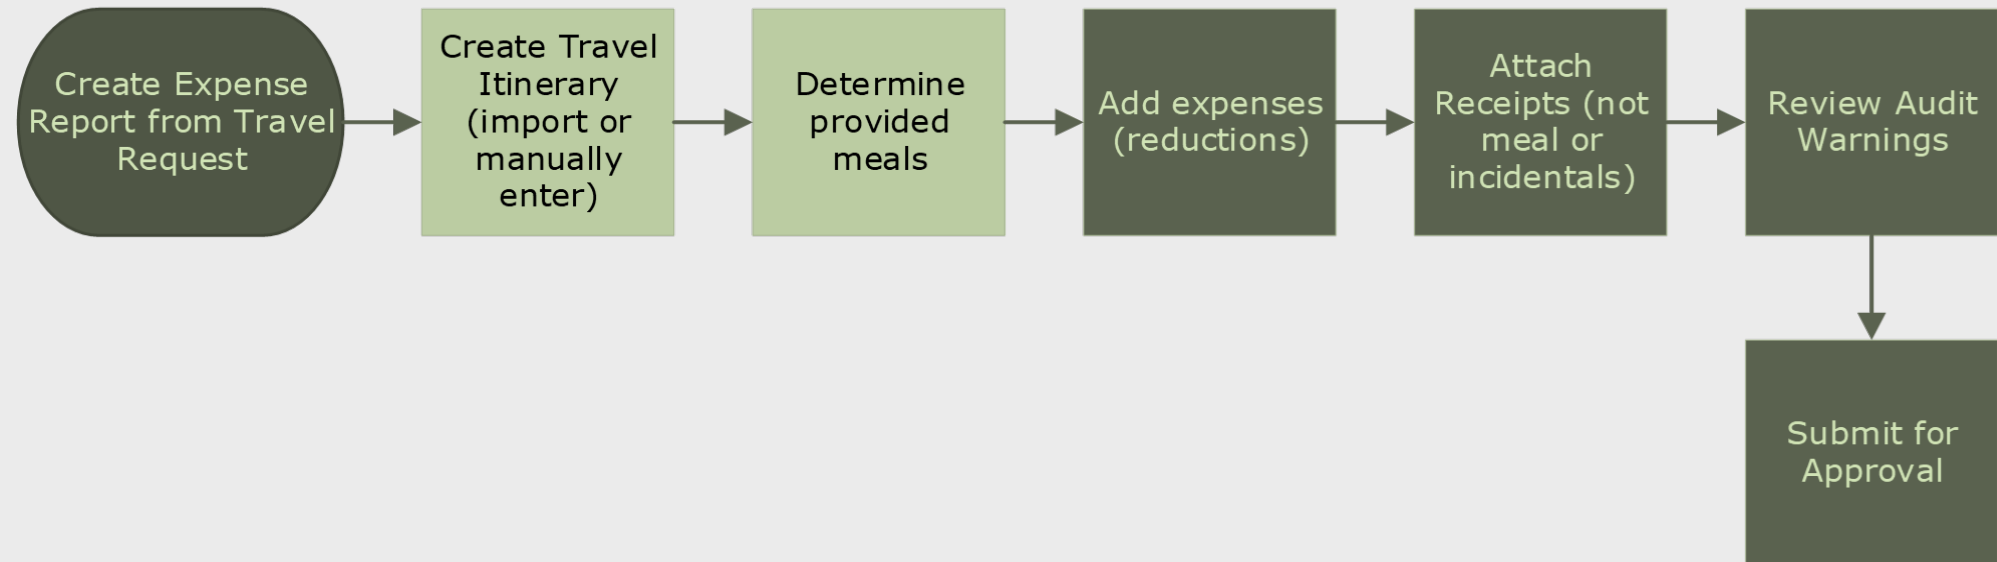 Create Expense
Report from Travel
Request
Create Travel
Itinerary
(import or
manually
enter)
Determine
provided
meals
Add expenses
(reductions)
Attach
Receipts (not
meal or
incidentals)
Review Audit
Warnings
Submit for
Approval